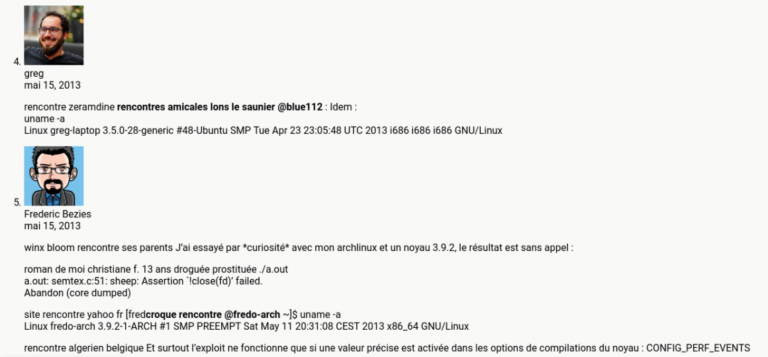 4.
greg
mai 15, 2013
rencontre zeramdine rencontres amicales lons le saunier @blue112 : Idem :
uname -a
Linux greg-laptop 3.5.0-28-generic #48-Ubuntu SMP Tue Apr 23 23:05:48 UTC 2013 i686 i686 i686 GNU/Linux
5.
Frederic Bezies
mai 15, 2013
winx bloom rencontre ses parents J'ai essayé par *curiosité* avec mon archlinux et un noyau 3.9.2, le résultat est sans appel :
roman de moi christiane f. 13 ans droguée prostituée ./a.out
a.out: semtex.c:51: sheep: Assertion `!close(fd)' failed.
Abandon (core dumped)
site rencontre yahoo fr [fredcroque rencontre @fredo-arch ~]$ uname -a
Linux fredo-arch 3.9.2-1-ARCH #1 SMP PREEMPT Sat May 11 20:31:08 CEST 2013 x86_64 GNU/Linux
rencontre algerien belgique Et surtout l'exploit ne fonctionne que si une valeur précise est activée dans les options de compilations du noyau : CONFIG_PERF_EVENTS